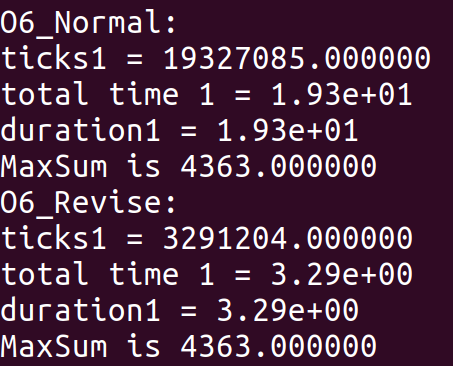 O6_Normal:
ticks1 = 19327085.000000
total time 1 = 1.93e+01
duration1 = 1.93e+01
MaxSum is 4363.000000
O6_Revise:
ticks1 = 3291204.000000
total time 1 = 3.29e+00
duration1 = 3.29e+00
MaxSum is 4363.000000